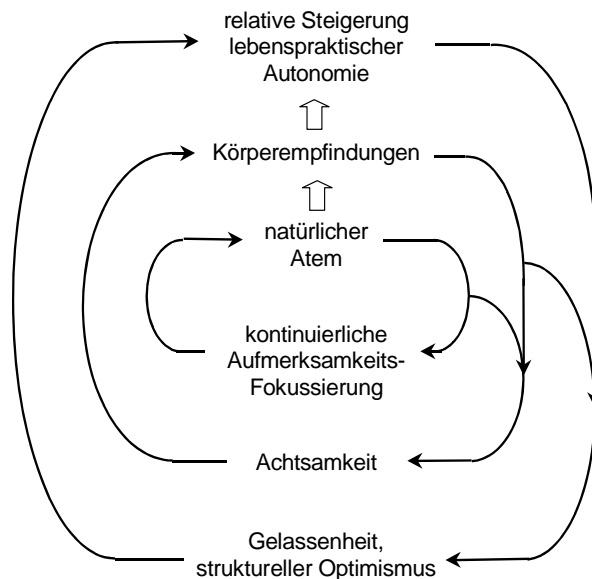 relative Steigerung
lebenspraktischer
Autonomie
Körperempfindungen
natürlicher
Atem
kontinuierliche
Aufmerksamkeits-
Fokussierung
Achtsamkeit
Gelassenheit,
struktureller Optimismus